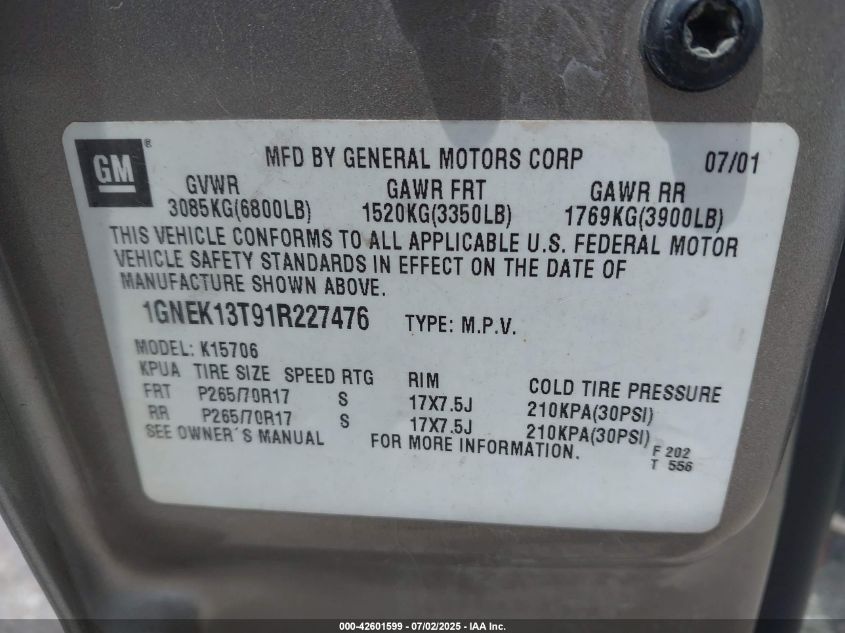 GM ®
MFD BY GENERAL MOTORS CORP 07/01
GVWR GAWR FRT GAWR RR
3085KG(6800LB) 1520KG(3350LB) 1769KG(3900LB)
THIS VEHICLE CONFORMS TO ALL APPLICABLE U.S. FEDERAL MOTOR
VEHICLE SAFETY STANDARDS IN EFFECT ON THE DATE OF
MANUFACTURE SHOWN ABOVE.
1GNEK13T91R227476 TYPE: M.P.V.
MODEL: K15706
KPUA TIRE SIZE SPEED RTG RIM COLD TIRE PRESSURE
FRT P265/70R17 S 17X7.5J 210KPA(30PSI)
RR P265/70R17 S 17X7.5J 210KPA(30PSI)
SEE OWNER'S MANUAL FOR MORE INFORMATION.
F 202
T 556
000-42601599 - 07/02/2025 - IAA Inc.